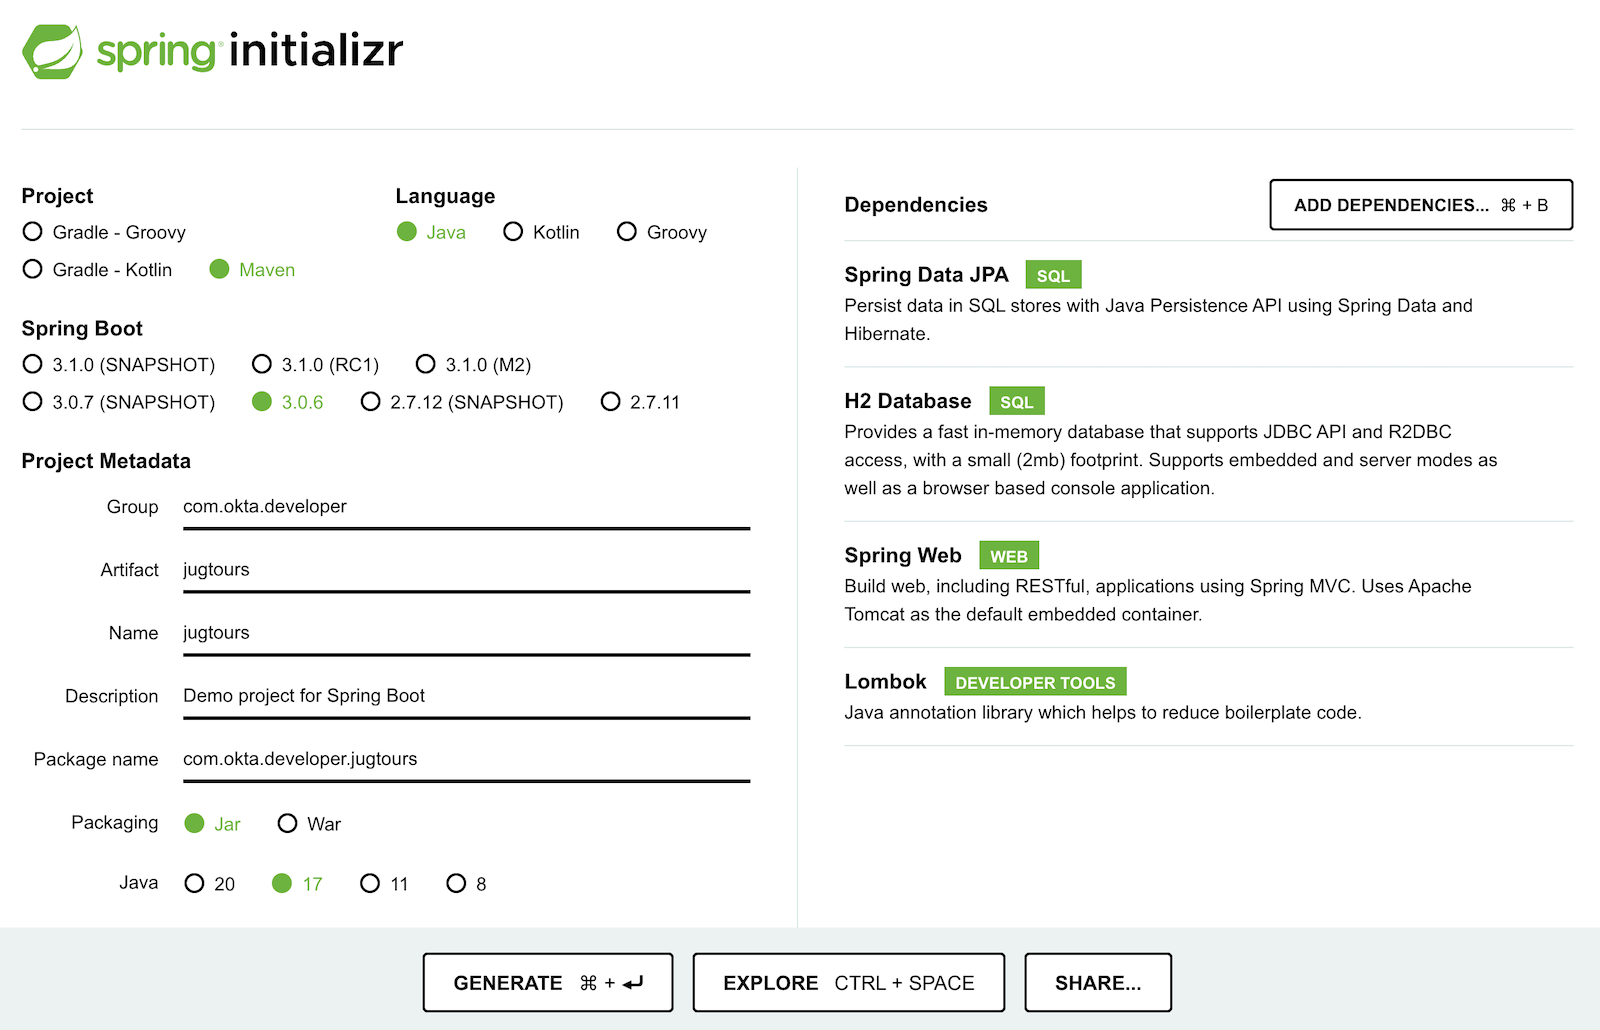 spring initializr
Project
Gradle - Groovy
Gradle - Kotlin Maven
Language
Java Kotlin Groovy
Spring Boot
3.1.0 (SNAPSHOT) 3.1.0 (RC1) 3.1.0 (M2)
3.0.7 (SNAPSHOT) 3.0.6 2.7.12 (SNAPSHOT) 2.7.11
Project Metadata
Group com.okta.developer
Artifact jugtours
Name jugtours
Description Demo project for Spring Boot
Package name com.okta.developer.jugtours
Packaging Jar War
Java 20 17 11 8
Dependencies ADD DEPENDENCIES... ⌘ + B
Spring Data JPA SQL
Persist data in SQL stores with Java Persistence API using Spring Data and
Hibernate.
H2 Database SQL
Provides a fast in-memory database that supports JDBC API and R2DBC
access, with a small (2mb) footprint. Supports embedded and server modes as
well as a browser based console application.
Spring Web WEB
Build web, including RESTful, applications using Spring MVC. Uses Apache
Tomcat as the default embedded container.
Lombok DEVELOPER TOOLS
Java annotation library which helps to reduce boilerplate code.
GENERATE ⌘ + ↵ EXPLORE CTRL + SPACE SHARE...